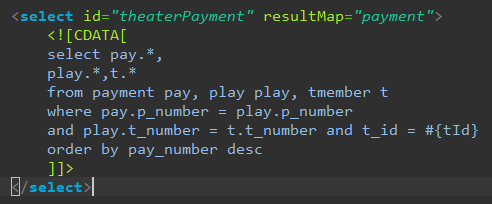 <select id="theaterPayment" resultMap="payment">
<![CDATA[
select pay.*,
play.*,t.*
from payment pay, play play, tmember t
where pay.p_number = play.p_number
and play.t_number = t.t_number and t_id = #{tId}
order by pay_number desc
]]>
</select>